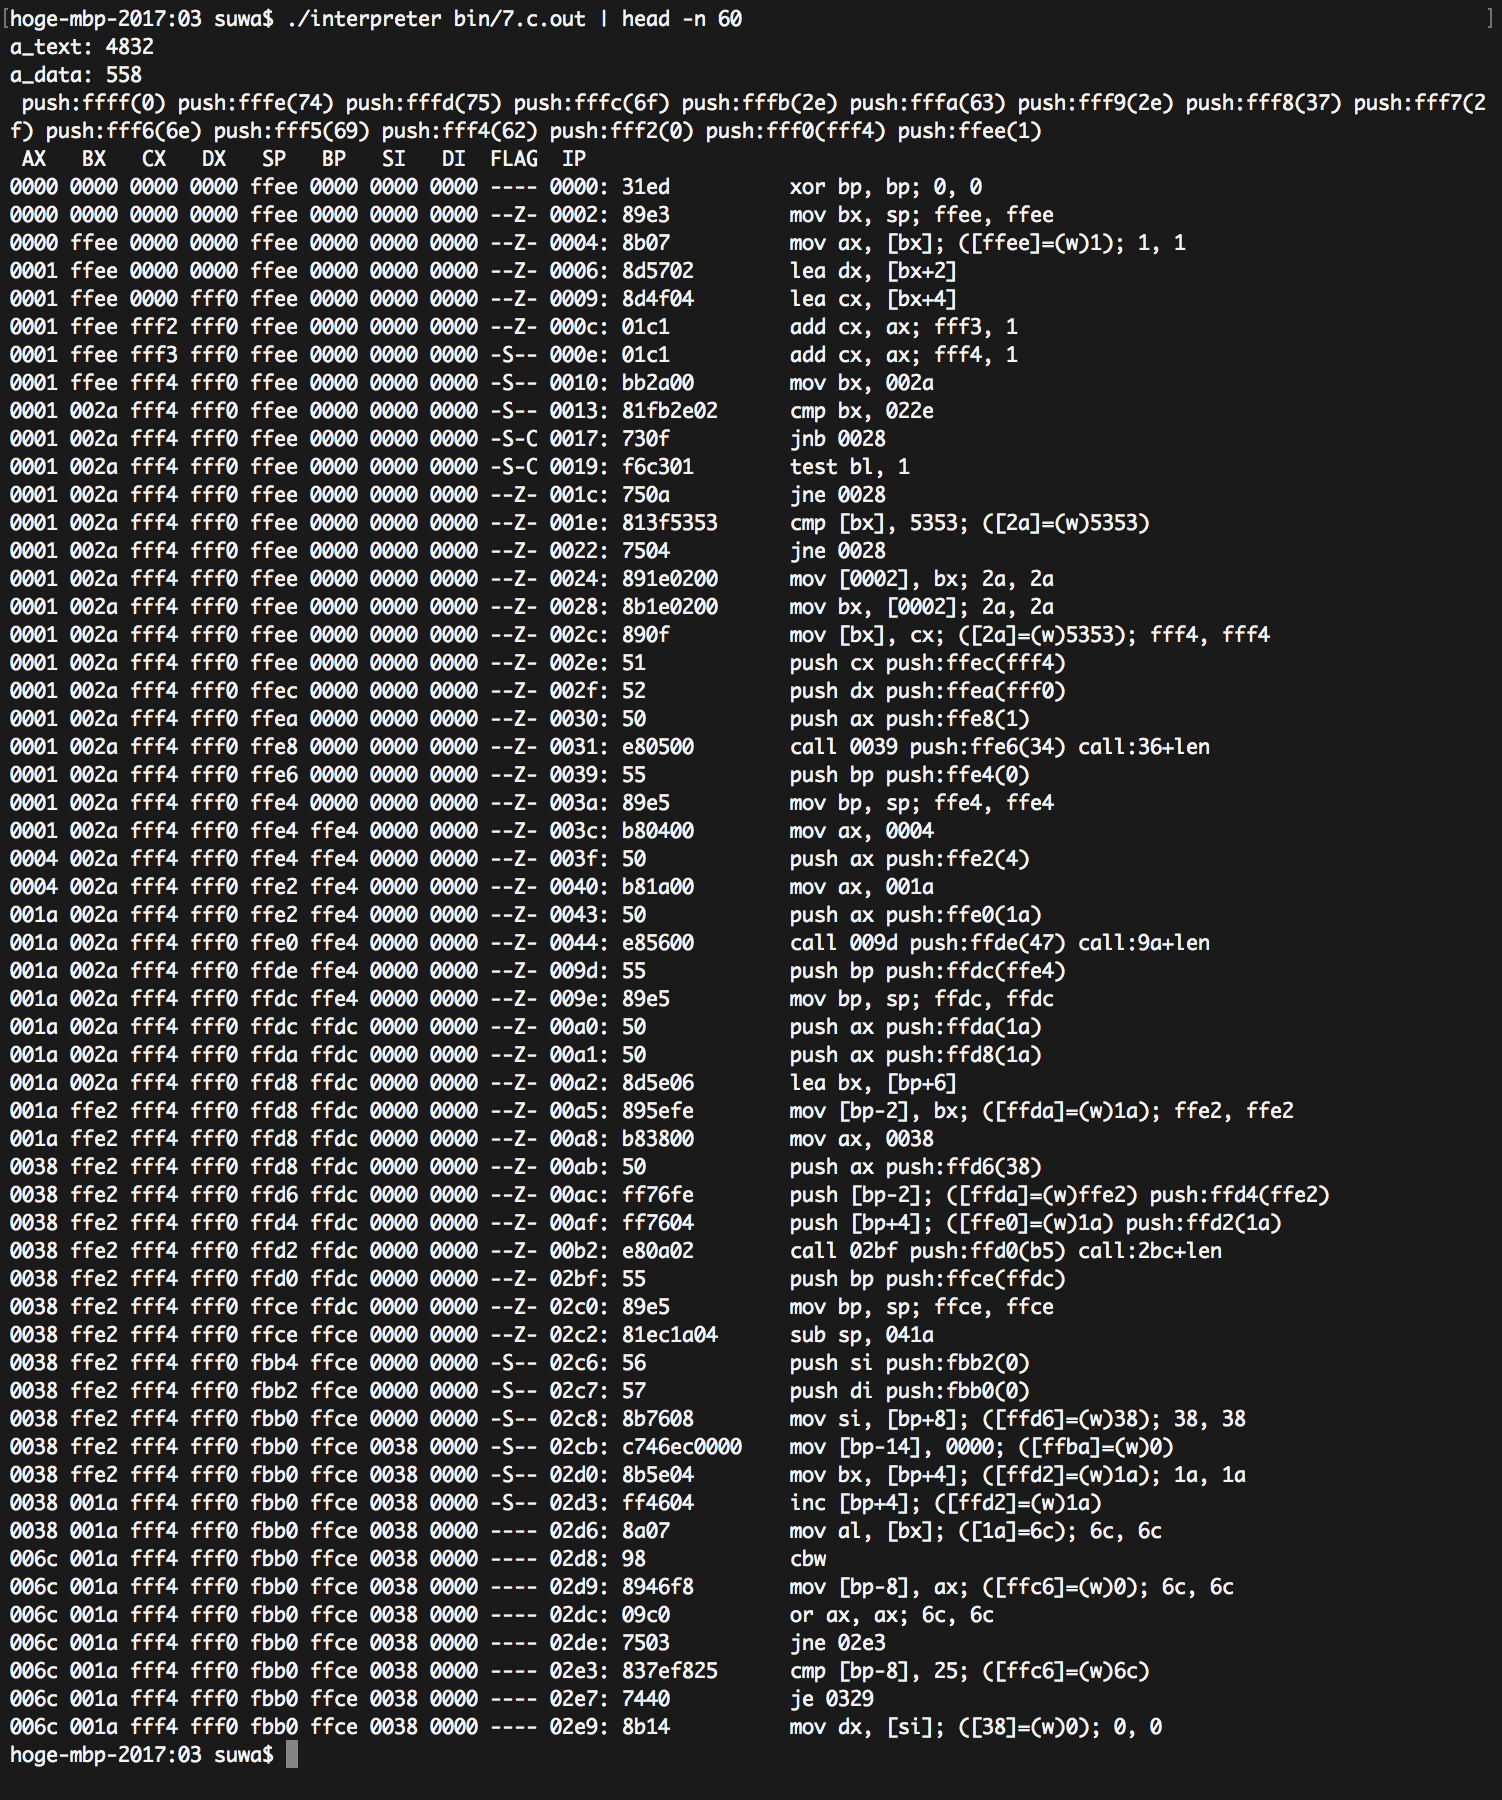 [hoge-mbp-2017:03 suwa$ ./interpreter bin/7.c.out | head -n 60 ]
a_text: 4832
a_data: 558
 push:ffff(0) push:fffe(74) push:fffd(75) push:fffc(6f) push:fffb(2e) push:fffa(63) push:fff9(2e) push:fff8(37) push:fff7(2
f) push:fff6(6e) push:fff5(69) push:fff4(62) push:fff2(0) push:fff0(fff4) push:ffee(1)
 AX   BX   CX   DX   SP   BP   SI   DI  FLAG  IP
0000 0000 0000 0000 ffee 0000 0000 0000 ---- 0000: 31ed          xor bp, bp; 0, 0
0000 0000 0000 0000 ffee 0000 0000 0000 --Z- 0002: 89e3          mov bx, sp; ffee, ffee
0000 ffee 0000 0000 ffee 0000 0000 0000 --Z- 0004: 8b07          mov ax, [bx]; ([ffee]=(w)1); 1, 1
0001 ffee 0000 0000 ffee 0000 0000 0000 --Z- 0006: 8d5702        lea dx, [bx+2]
0001 ffee 0000 fff0 ffee 0000 0000 0000 --Z- 0009: 8d4f04        lea cx, [bx+4]
0001 ffee fff2 fff0 ffee 0000 0000 0000 --Z- 000c: 01c1          add cx, ax; fff3, 1
0001 ffee fff3 fff0 ffee 0000 0000 0000 -S-- 000e: 01c1          add cx, ax; fff4, 1
0001 ffee fff4 fff0 ffee 0000 0000 0000 -S-- 0010: bb2a00        mov bx, 002a
0001 002a fff4 fff0 ffee 0000 0000 0000 -S-- 0013: 81fb2e02      cmp bx, 022e
0001 002a fff4 fff0 ffee 0000 0000 0000 -S-C 0017: 730f          jnb 0028
0001 002a fff4 fff0 ffee 0000 0000 0000 -S-C 0019: f6c301        test bl, 1
0001 002a fff4 fff0 ffee 0000 0000 0000 --Z- 001c: 750a          jne 0028
0001 002a fff4 fff0 ffee 0000 0000 0000 --Z- 001e: 813f5353      cmp [bx], 5353; ([2a]=(w)5353)
0001 002a fff4 fff0 ffee 0000 0000 0000 --Z- 0022: 7504          jne 0028
0001 002a fff4 fff0 ffee 0000 0000 0000 --Z- 0024: 891e0200      mov [0002], bx; 2a, 2a
0001 002a fff4 fff0 ffee 0000 0000 0000 --Z- 0028: 8b1e0200      mov bx, [0002]; 2a, 2a
0001 002a fff4 fff0 ffee 0000 0000 0000 --Z- 002c: 890f          mov [bx], cx; ([2a]=(w)5353); fff4, fff4
0001 002a fff4 fff0 ffee 0000 0000 0000 --Z- 002e: 51            push cx push:ffec(fff4)
0001 002a fff4 fff0 ffec 0000 0000 0000 --Z- 002f: 52            push dx push:ffea(fff0)
0001 002a fff4 fff0 ffea 0000 0000 0000 --Z- 0030: 50            push ax push:ffe8(1)
0001 002a fff4 fff0 ffe8 0000 0000 0000 --Z- 0031: e80500        call 0039 push:ffe6(34) call:36+len
0001 002a fff4 fff0 ffe6 0000 0000 0000 --Z- 0039: 55            push bp push:ffe4(0)
0001 002a fff4 fff0 ffe4 0000 0000 0000 --Z- 003a: 89e5          mov bp, sp; ffe4, ffe4
0001 002a fff4 fff0 ffe4 ffe4 0000 0000 --Z- 003c: b80400        mov ax, 0004
0004 002a fff4 fff0 ffe4 ffe4 0000 0000 --Z- 003f: 50            push ax push:ffe2(4)
0004 002a fff4 fff0 ffe2 ffe4 0000 0000 --Z- 0040: b81a00        mov ax, 001a
001a 002a fff4 fff0 ffe2 ffe4 0000 0000 --Z- 0043: 50            push ax push:ffe0(1a)
001a 002a fff4 fff0 ffe0 ffe4 0000 0000 --Z- 0044: e85600        call 009d push:ffde(47) call:9a+len
001a 002a fff4 fff0 ffde ffe4 0000 0000 --Z- 009d: 55            push bp push:ffdc(ffe4)
001a 002a fff4 fff0 ffdc ffe4 0000 0000 --Z- 009e: 89e5          mov bp, sp; ffdc, ffdc
001a 002a fff4 fff0 ffdc ffdc 0000 0000 --Z- 00a0: 50            push ax push:ffda(1a)
001a 002a fff4 fff0 ffda ffdc 0000 0000 --Z- 00a1: 50            push ax push:ffd8(1a)
001a 002a fff4 fff0 ffd8 ffdc 0000 0000 --Z- 00a2: 8d5e06        lea bx, [bp+6]
001a ffe2 fff4 fff0 ffd8 ffdc 0000 0000 --Z- 00a5: 895efe        mov [bp-2], bx; ([ffda]=(w)1a); ffe2, ffe2
001a ffe2 fff4 fff0 ffd8 ffdc 0000 0000 --Z- 00a8: b83800        mov ax, 0038
0038 ffe2 fff4 fff0 ffd8 ffdc 0000 0000 --Z- 00ab: 50            push ax push:ffd6(38)
0038 ffe2 fff4 fff0 ffd6 ffdc 0000 0000 --Z- 00ac: ff76fe        push [bp-2]; ([ffda]=(w)ffe2) push:ffd4(ffe2)
0038 ffe2 fff4 fff0 ffd4 ffdc 0000 0000 --Z- 00af: ff7604        push [bp+4]; ([ffe0]=(w)1a) push:ffd2(1a)
0038 ffe2 fff4 fff0 ffd2 ffdc 0000 0000 --Z- 00b2: e80a02        call 02bf push:ffd0(b5) call:2bc+len
0038 ffe2 fff4 fff0 ffd0 ffdc 0000 0000 --Z- 02bf: 55            push bp push:ffce(ffdc)
0038 ffe2 fff4 fff0 ffce ffdc 0000 0000 --Z- 02c0: 89e5          mov bp, sp; ffce, ffce
0038 ffe2 fff4 fff0 ffce ffce 0000 0000 --Z- 02c2: 81ec1a04      sub sp, 041a
0038 ffe2 fff4 fff0 fbb4 ffce 0000 0000 -S-- 02c6: 56            push si push:fbb2(0)
0038 ffe2 fff4 fff0 fbb2 ffce 0000 0000 -S-- 02c7: 57            push di push:fbb0(0)
0038 ffe2 fff4 fff0 fbb0 ffce 0000 0000 -S-- 02c8: 8b7608        mov si, [bp+8]; ([ffd6]=(w)38); 38, 38
0038 ffe2 fff4 fff0 fbb0 ffce 0038 0000 -S-- 02cb: c746ec0000    mov [bp-14], 0000; ([ffba]=(w)0)
0038 ffe2 fff4 fff0 fbb0 ffce 0038 0000 -S-- 02d0: 8b5e04        mov bx, [bp+4]; ([ffd2]=(w)1a); 1a, 1a
0038 001a fff4 fff0 fbb0 ffce 0038 0000 -S-- 02d3: ff4604        inc [bp+4]; ([ffd2]=(w)1a)
0038 001a fff4 fff0 fbb0 ffce 0038 0000 ---- 02d6: 8a07          mov al, [bx]; ([1a]=6c); 6c, 6c
006c 001a fff4 fff0 fbb0 ffce 0038 0000 ---- 02d8: 98            cbw
006c 001a fff4 fff0 fbb0 ffce 0038 0000 ---- 02d9: 8946f8        mov [bp-8], ax; ([ffc6]=(w)0); 6c, 6c
006c 001a fff4 fff0 fbb0 ffce 0038 0000 ---- 02dc: 09c0          or ax, ax; 6c, 6c
006c 001a fff4 fff0 fbb0 ffce 0038 0000 ---- 02de: 7503          jne 02e3
006c 001a fff4 fff0 fbb0 ffce 0038 0000 ---- 02e3: 837ef825      cmp [bp-8], 25; ([ffc6]=(w)6c)
006c 001a fff4 fff0 fbb0 ffce 0038 0000 ---- 02e7: 7440          je 0329
006c 001a fff4 fff0 fbb0 ffce 0038 0000 ---- 02e9: 8b14          mov dx, [si]; ([38]=(w)0); 0, 0
hoge-mbp-2017:03 suwa$